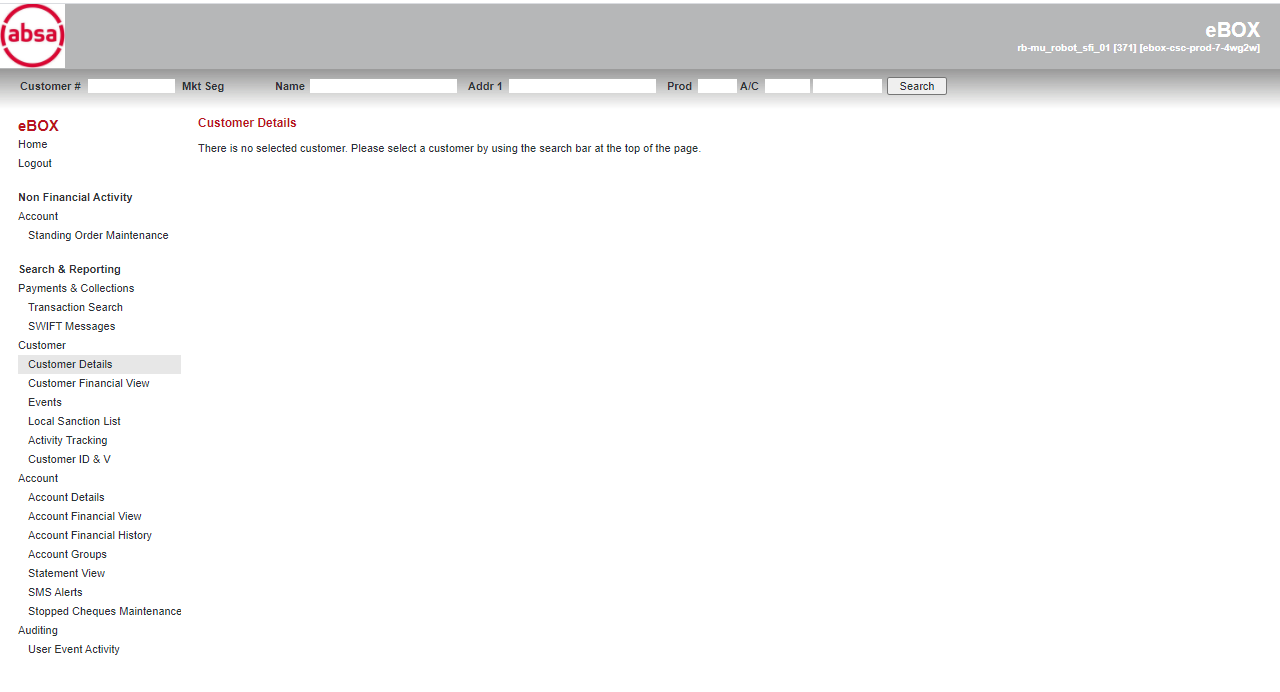 absa
eBOX
rb-mu_robot_sfi_01 [371] [ebox-csc-prod-7-4wg2w]
Customer # Mkt Seg Name Addr 1 Prod A/C Search
eBOX
Home
Logout
Non Financial Activity
Account
Standing Order Maintenance
Search & Reporting
Payments & Collections
Transaction Search
SWIFT Messages
Customer
Customer Details
Customer Financial View
Events
Local Sanction List
Activity Tracking
Customer ID & V
Account
Account Details
Account Financial View
Account Financial History
Account Groups
Statement View
SMS Alerts
Stopped Cheques Maintenance
Auditing
User Event Activity
Customer Details
There is no selected customer. Please select a customer by using the search bar at the top of the page.